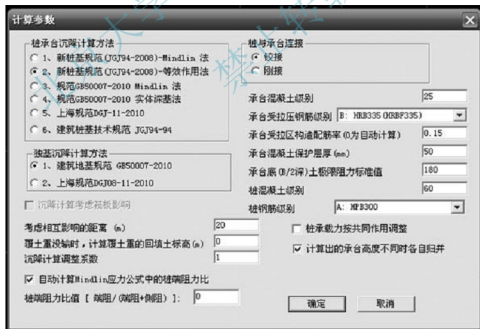 计算参数
桩承台沉降计算方法
1、新桩基规范(JGJ94-2008)-Mindlin 法
2、新桩基规范(JGJ94-2008)-等效作用法
3、规范GB50007-2010 Mindlin 法
4、规范GB50007-2010 实体深基法
5、上海规范DGJ-11-2010
6、建筑桩基技术规范 JGJ94-94
独基沉降计算方法
1、建筑地基规范 GB50007-2010
2、上海规范DGJ08-11-2010
沉降计算考虑筏板影响
考虑相互影响的距离 (m) 20
覆土重没输时,计算覆土重的回填土标高(m) 0
沉降计算调整系数 1
自动计算Mindlin应力公式中的桩端阻力比
桩端阻力比值 [ 端阻/(端阻+侧阻) ]: 0
桩与承台连接
铰接
刚接
承台混凝土级别 25
承台受拉压钢筋级别 B: HRB335(HRBF335)
承台受拉区构造配筋率(0为自动计算) 0.15
承台混凝土保护层厚(mm) 50
承台底(B/2深)土极限阻力标准值 180
桩混凝土级别 60
桩钢筋级别 A: HPB300
桩承载力按共同作用调整
计算出的承台高度不同时各自归并
确定 取消